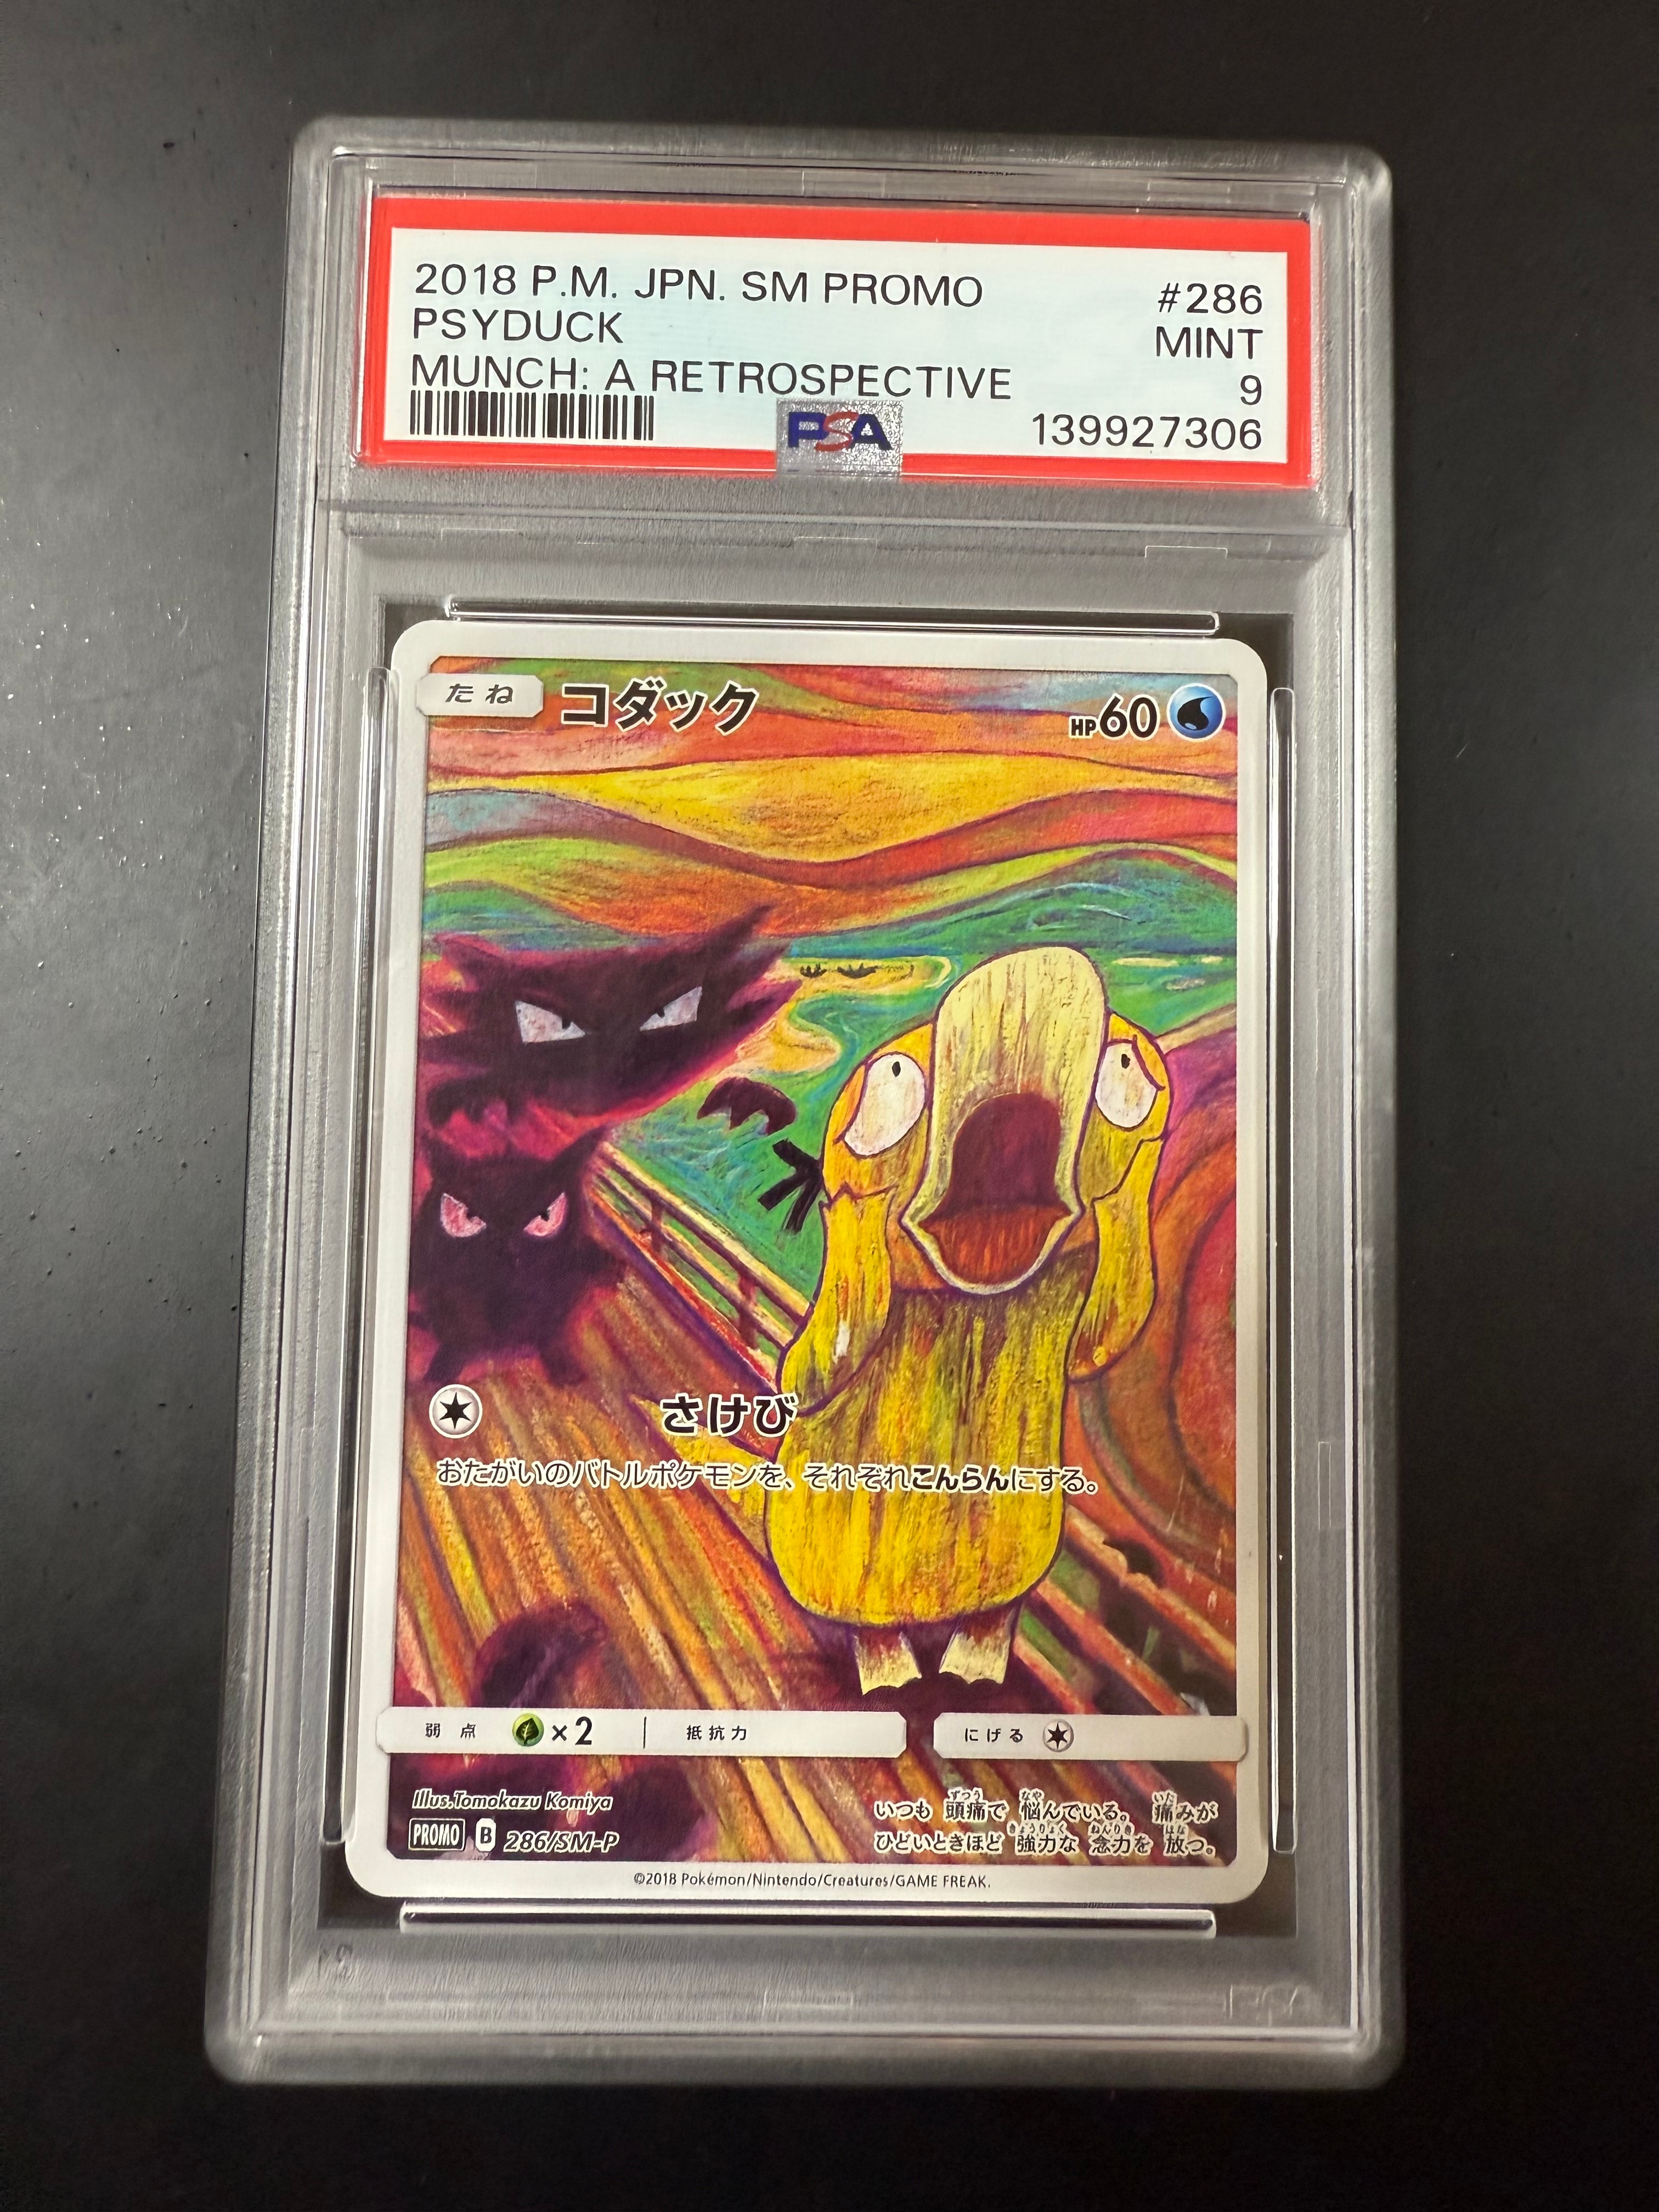 2018 P.M. JPN. SM PROMO #286
PSYDUCK MINT
MUNCH: A RETROSPECTIVE 9
PSA 139927306
たね コダック HP60
さけび
おたがいのバトルポケモンを、それぞれこんらんにする。
弱点 ×2 抵抗力 にげる
Illus.Tomokazu Komiya
PROMO B 286/SM-P
いつも 頭痛で 悩んでいる。 痛みが
ひどいときほど 強力な 念力を 放つ。
©2018 Pokémon/Nintendo/Creatures/GAME FREAK.